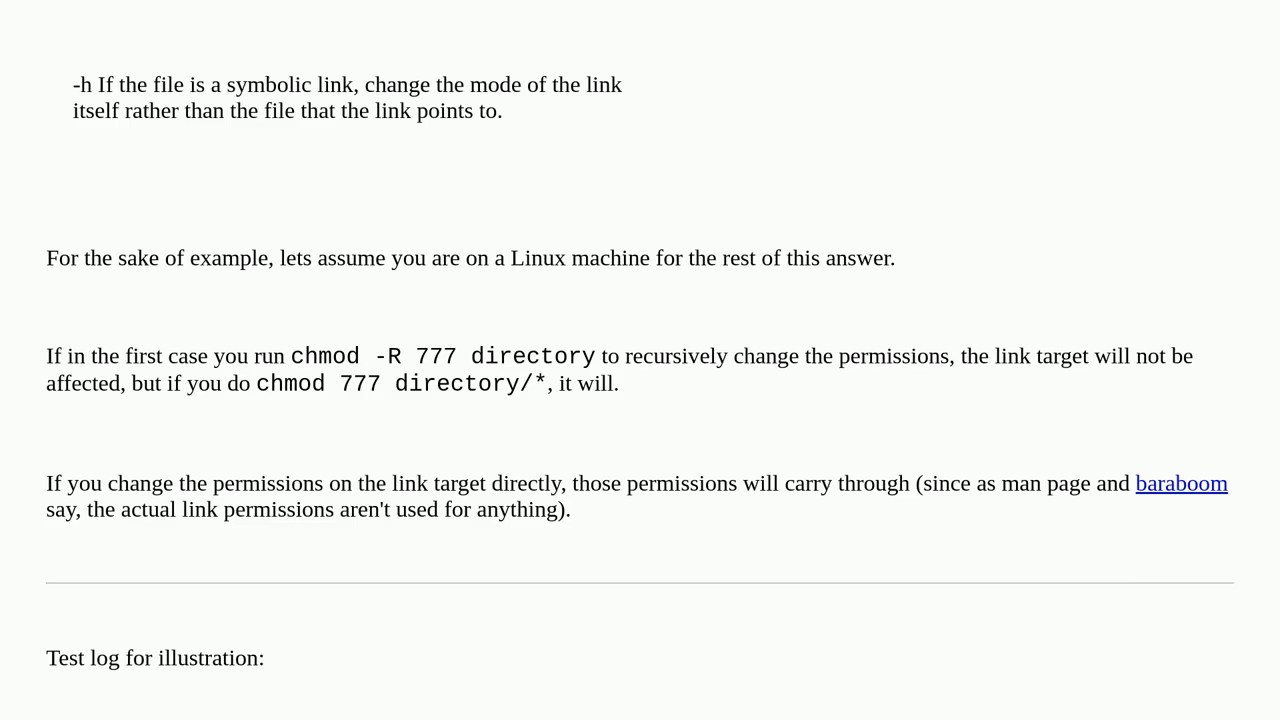 -h If the file is a symbolic link, change the mode of the link
itself rather than the file that the link points to.
For the sake of example, lets assume you are on a Linux machine for the rest of this answer.
If in the first case you run chmod -R 777 directory to recursively change the permissions, the link target will not be
affected, but if you do chmod 777 directory/*, it will.
If you change the permissions on the link target directly, those permissions will carry through (since as man page and baraboom
say, the actual link permissions aren't used for anything).
Test log for illustration: